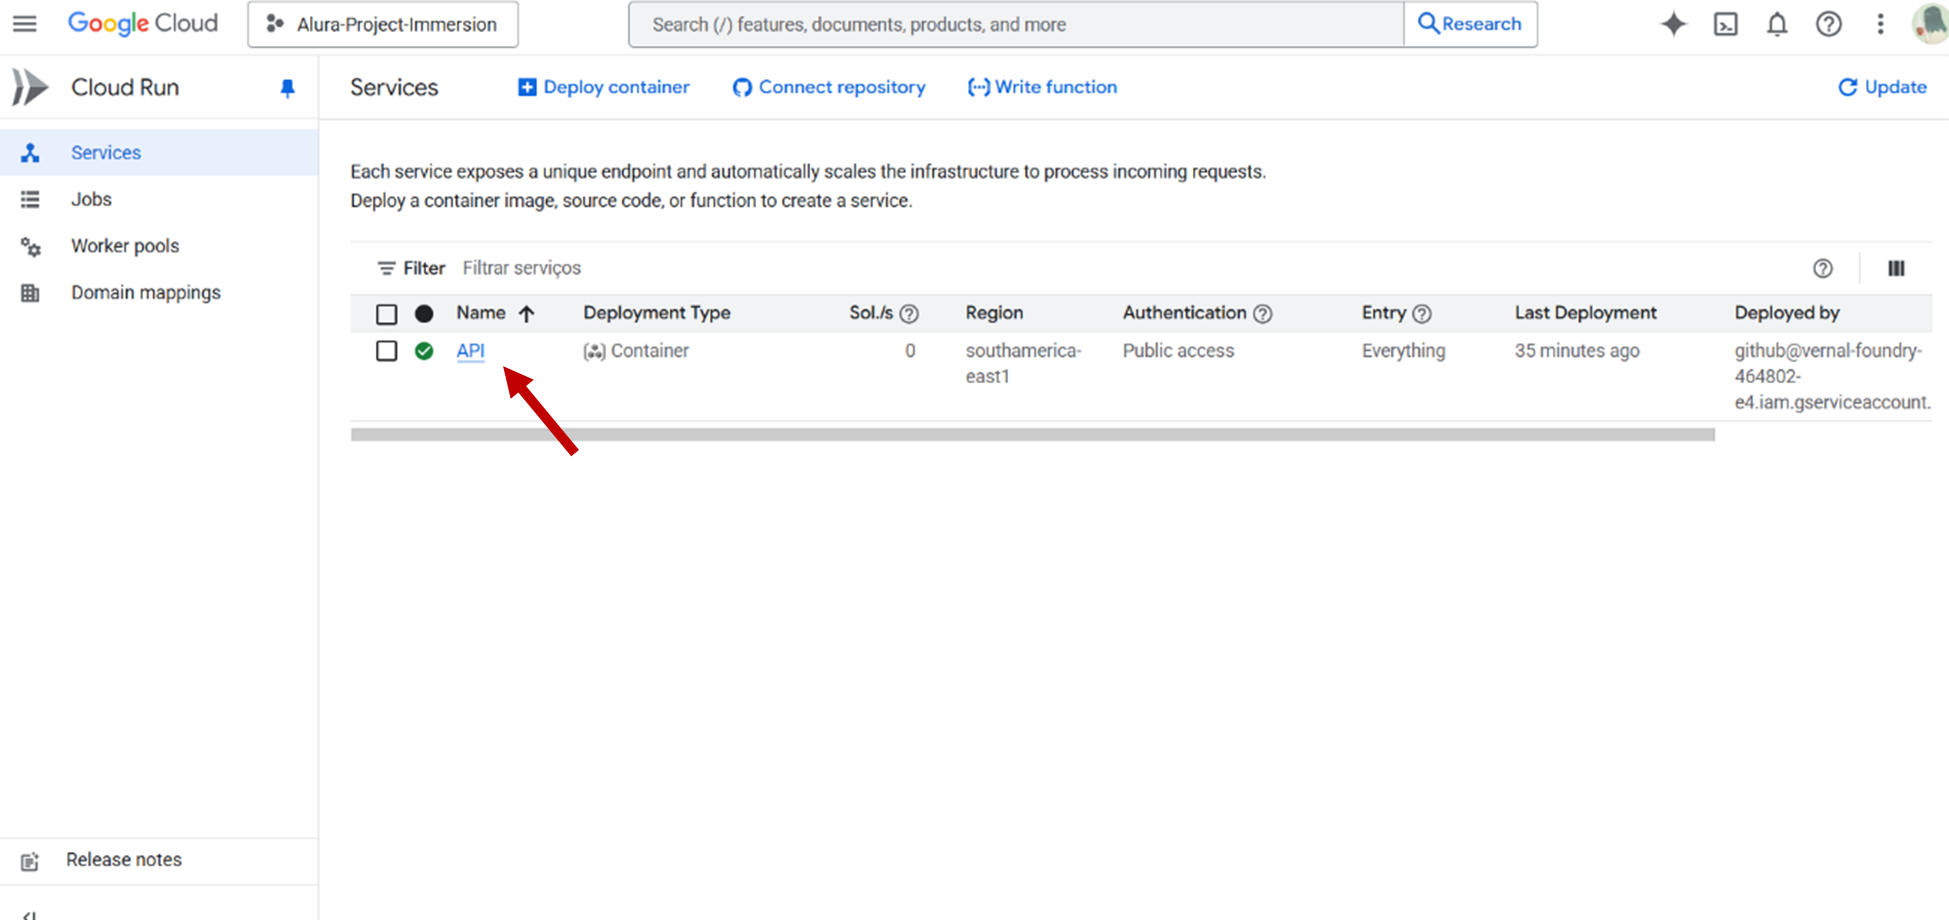 Google Cloud
Alura-Project-Immersion
Search (/) features, documents, products, and more
Research
Cloud Run
Services
Deploy container
Connect repository
Write function
Update
Services
Jobs
Worker pools
Domain mappings
Each service exposes a unique endpoint and automatically scales the infrastructure to process incoming requests.
Deploy a container image, source code, or function to create a service.
Filter Filtrar serviços
Name Deployment Type Sol./s Region Authentication Entry Last Deployment Deployed by
API Container 0 southamerica- Public access Everything 35 minutes ago github@vernal-foundry-
east1 464802-
e4.iam.gserviceaccount.
Release notes